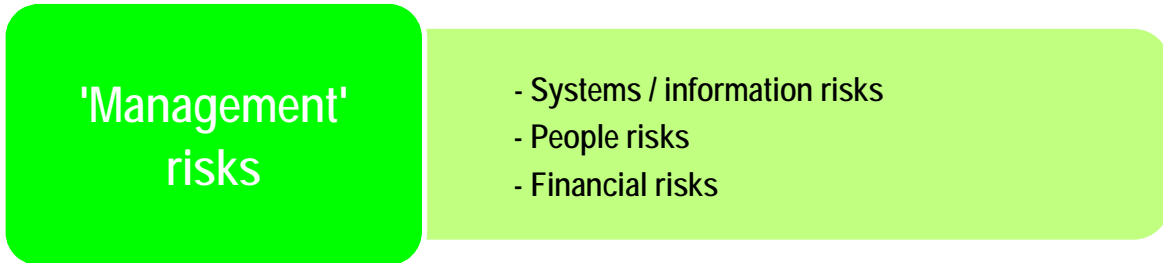 'Management'
risks
- Systems / information risks
- People risks
- Financial risks